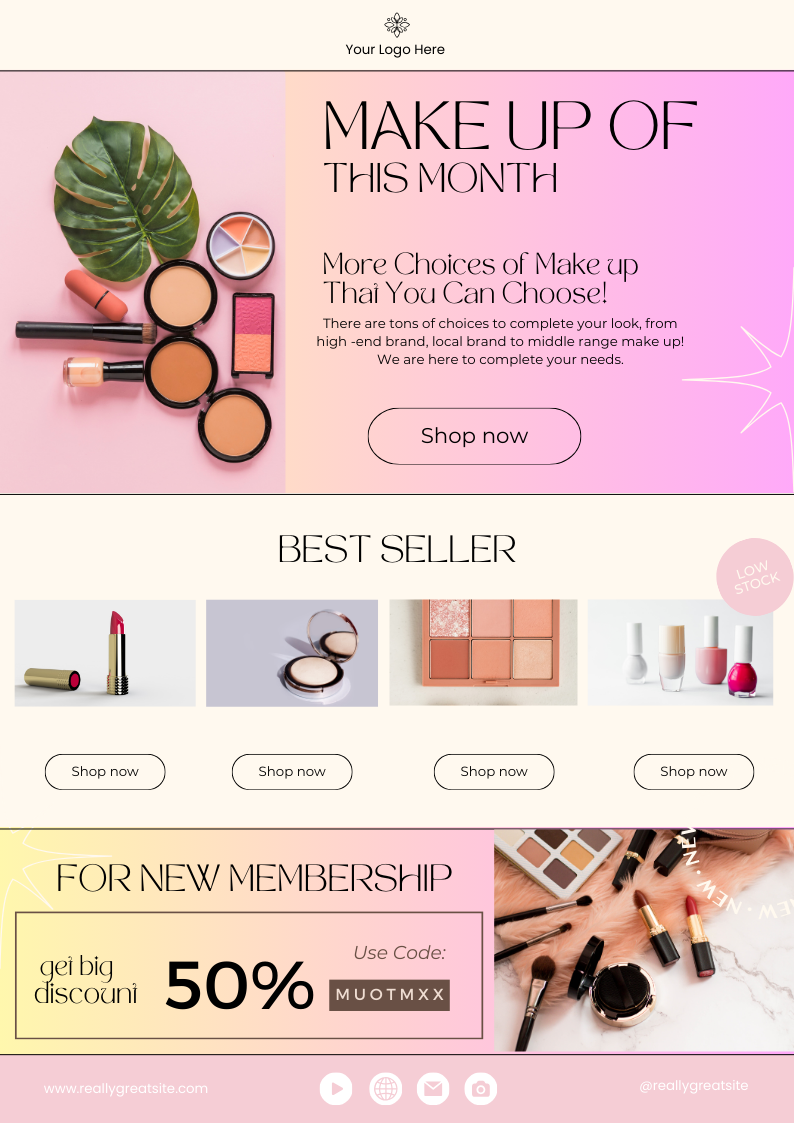 Your Logo Here
MAKE UP OF
THIS MONTH
More Choices of Make up
That You Can Choose!
There are tons of choices to complete your look, from
high -end brand, local brand to middle range make up!
We are here to complete your needs.
Shop now
BEST SELLER
LOW
STOCK
Shop now
Shop now
Shop now
Shop now
FOR NEW MEMBERSHIP
get big
discount
50%
Use Code:
MUOTMXX
NEW • NEW • NEW
www.reallygreatsite.com
@reallygreatsite